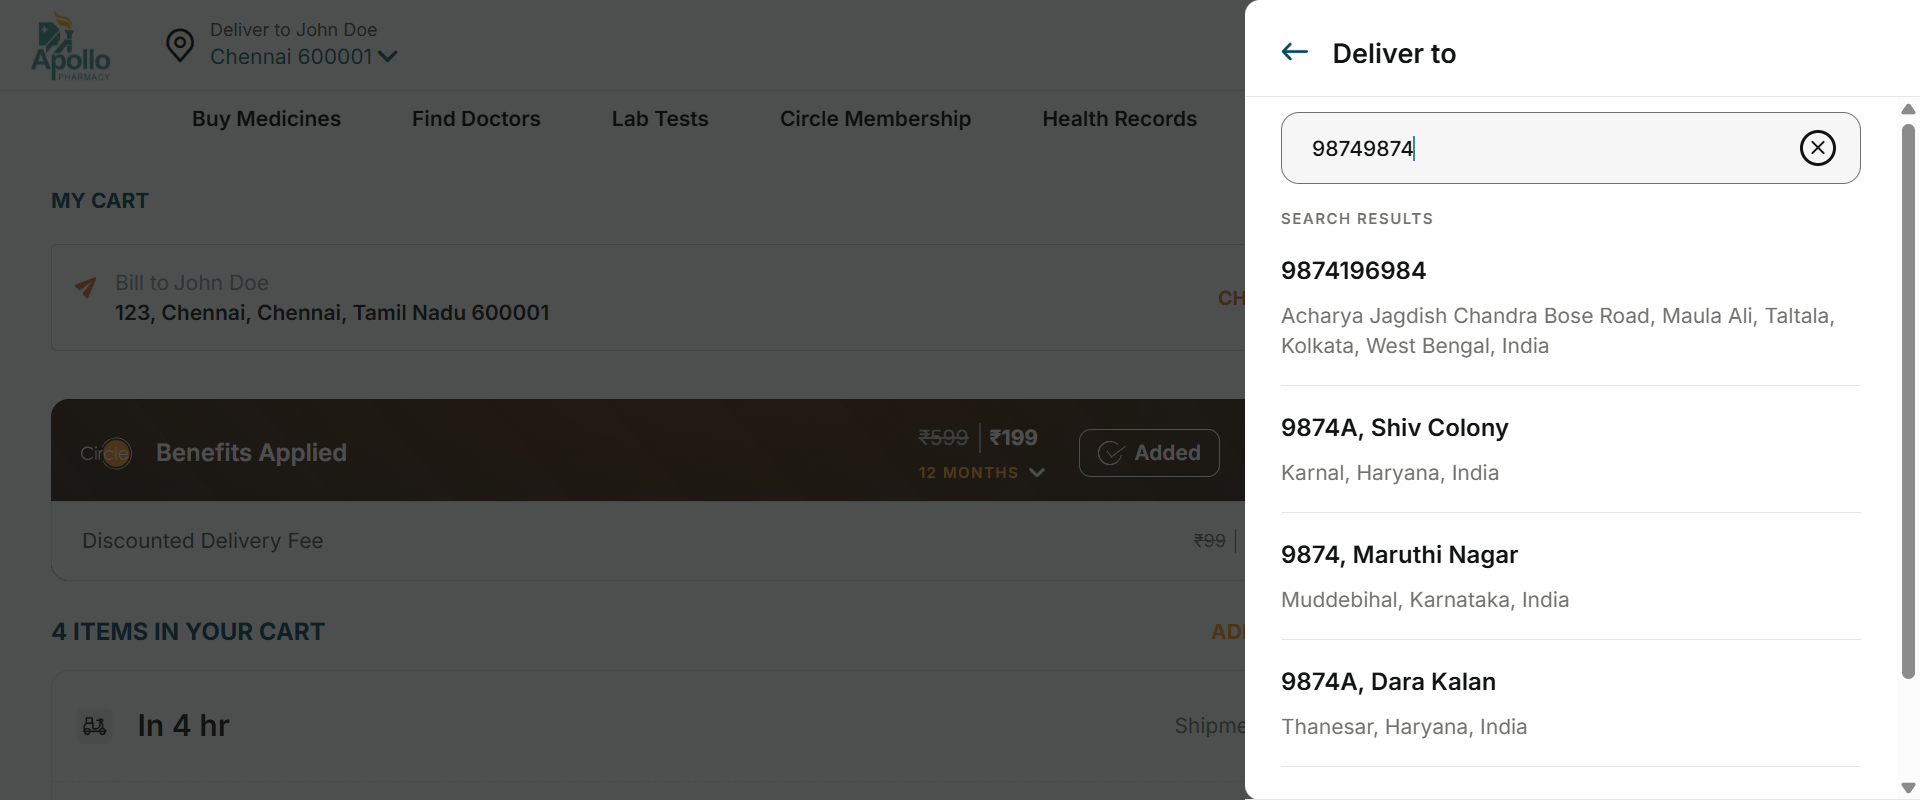 Apollo
PHARMACY
Deliver to John Doe
Chennai 600001
Buy Medicines
Find Doctors
Lab Tests
Circle Membership
Health Records
MY CART
Bill to John Doe
123, Chennai, Chennai, Tamil Nadu 600001
CH
Circle
Benefits Applied
₹599
₹199
12 MONTHS
Added
Discounted Delivery Fee
₹99
4 ITEMS IN YOUR CART
AD
In 4 hr
Shipme
Deliver to
98749874
SEARCH RESULTS
9874196984
Acharya Jagdish Chandra Bose Road, Maula Ali, Taltala,
Kolkata, West Bengal, India
9874A, Shiv Colony
Karnal, Haryana, India
9874, Maruthi Nagar
Muddebihal, Karnataka, India
9874A, Dara Kalan
Thanesar, Haryana, India